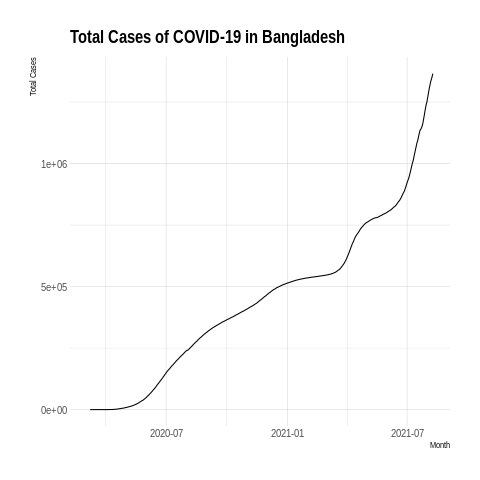 Total Cases of COVID-19 in Bangladesh
Total Cases
1e+06
5e+05
0e+00
2020-07 2021-01 2021-07
Month